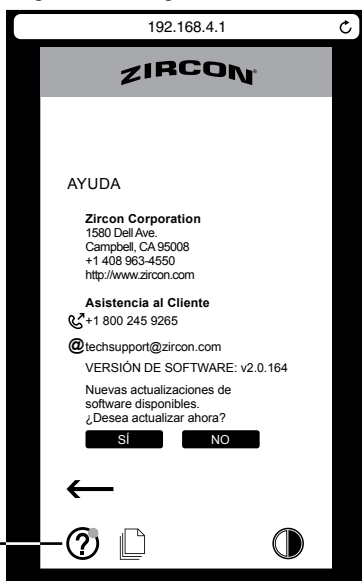 192.168.4.1
ZIRCON
AYUDA
Zircon Corporation
1580 Dell Ave.
Campbell, CA 95008
+1 408 963-4550
http://www.zircon.com
Asistencia al Cliente
+1 800 245 9265
@ techsupport@zircon.com
VERSIÓN DE SOFTWARE: v2.0.164
Nuevas actualizaciones de
software disponibles.
¿Desea actualizar ahora?
SÍ NO
?